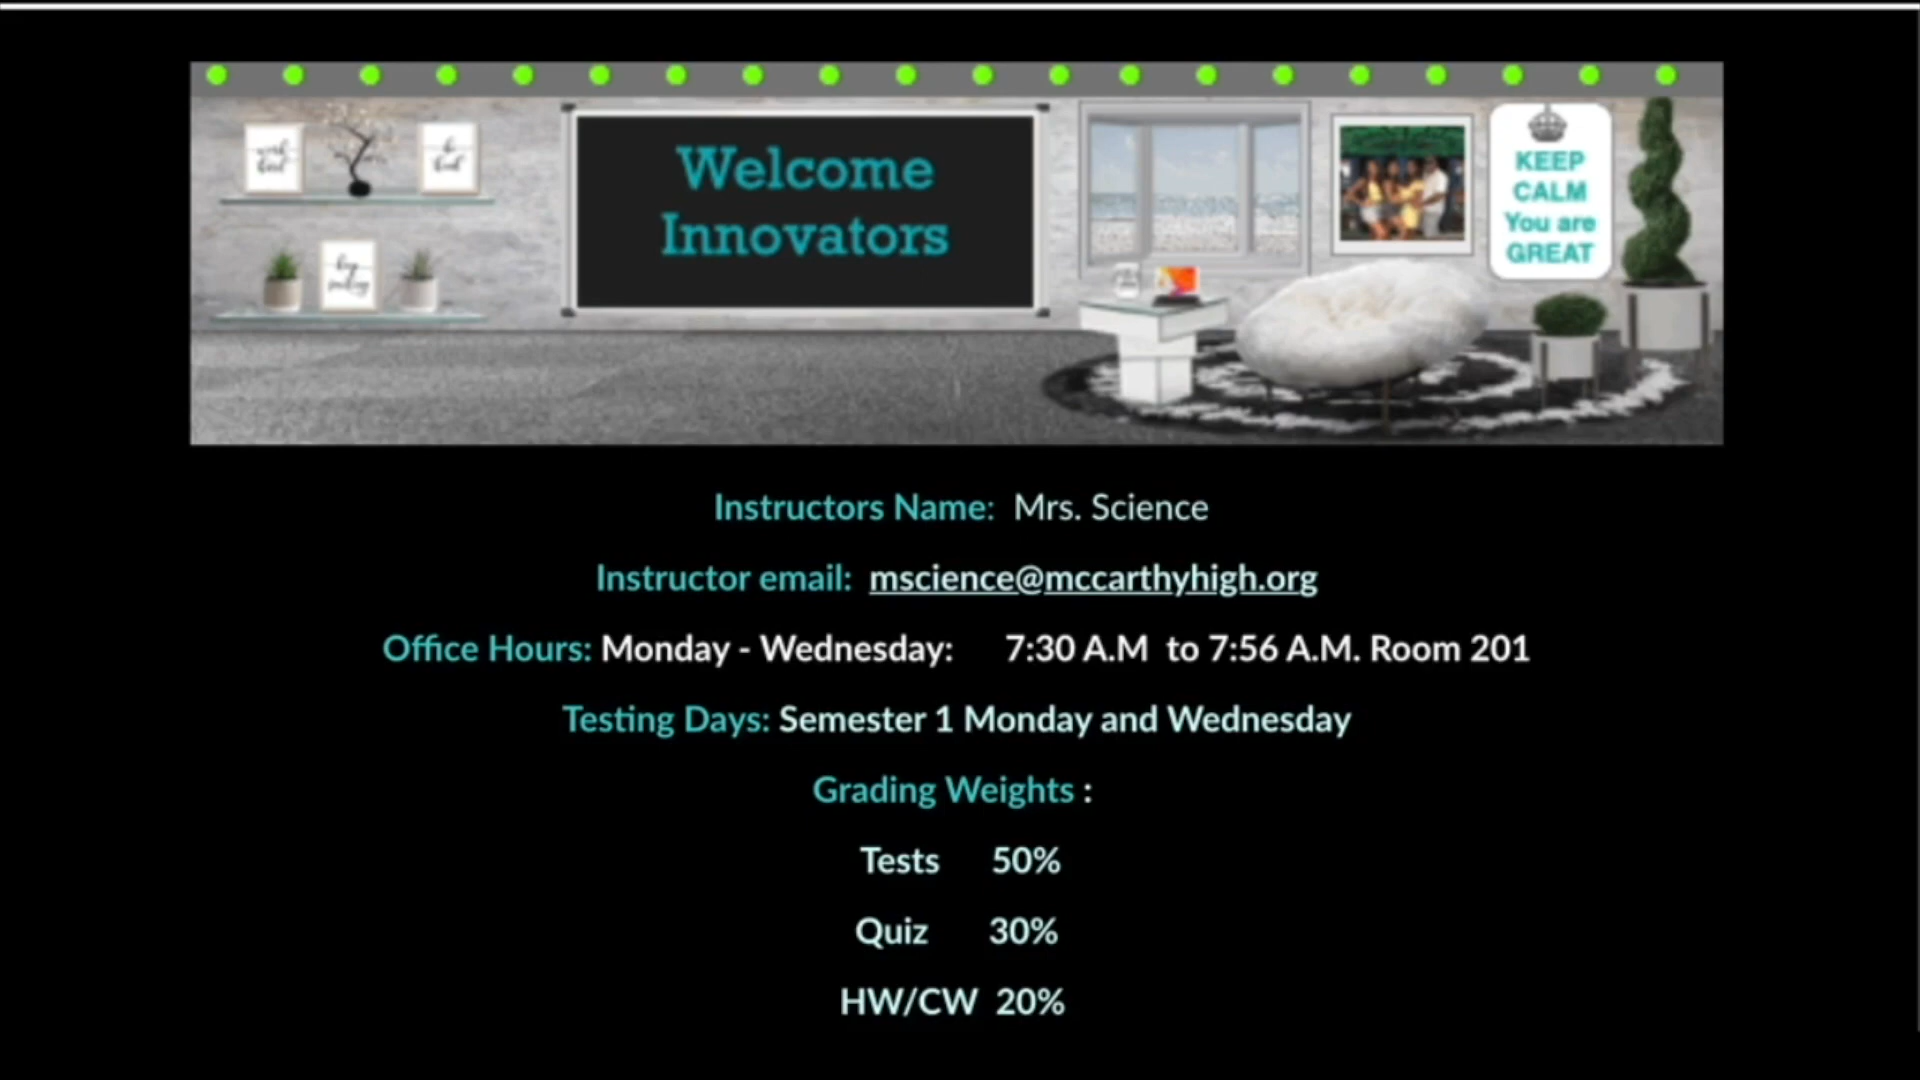 Welcome
Innovators
KEEP
CALM
You are
GREAT
Instructors Name: Mrs. Science
Instructor email: mscience@mccarthyhigh.org
Office Hours: Monday - Wednesday: 7:30 A.M to 7:56 A.M. Room 201
Testing Days: Semester 1 Monday and Wednesday
Grading Weights :
Tests 50%
Quiz 30%
HW/CW 20%